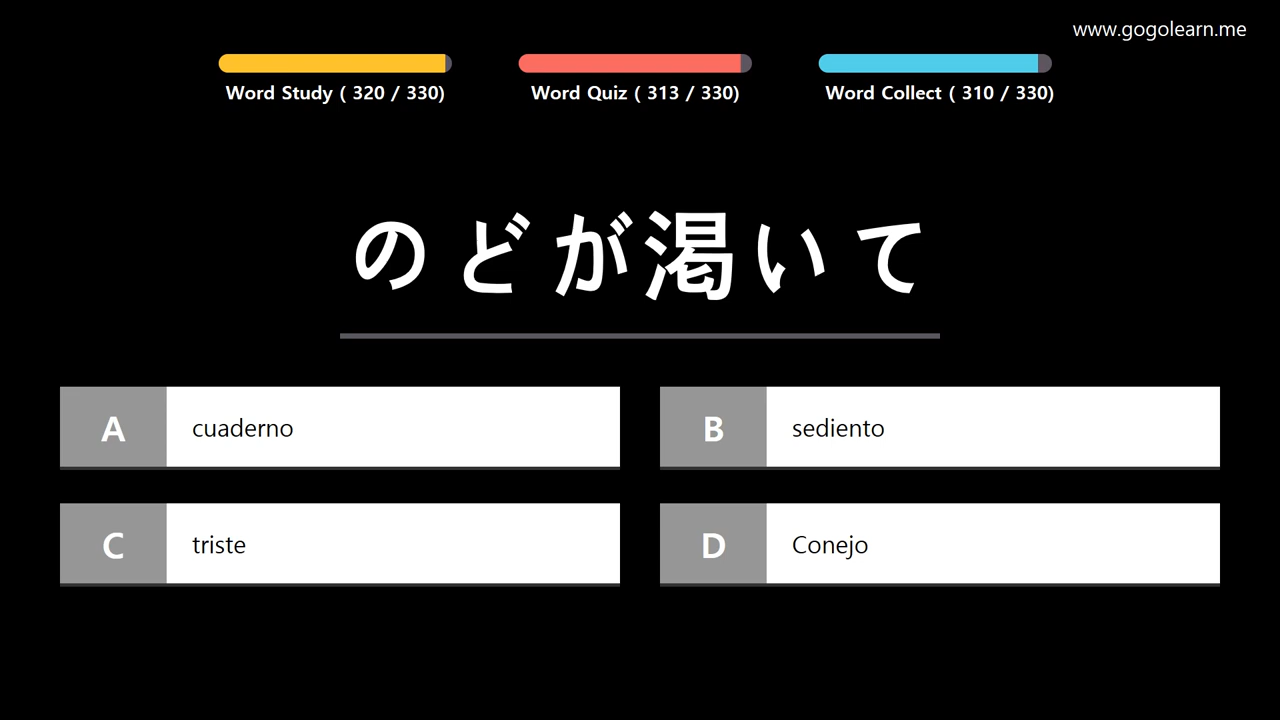 www.gogolearn.me
Word Study ( 320 / 330)
Word Quiz ( 313 / 330)
Word Collect ( 310 / 330)
のどが渇いて
A cuaderno
B sediento
C triste
D Conejo